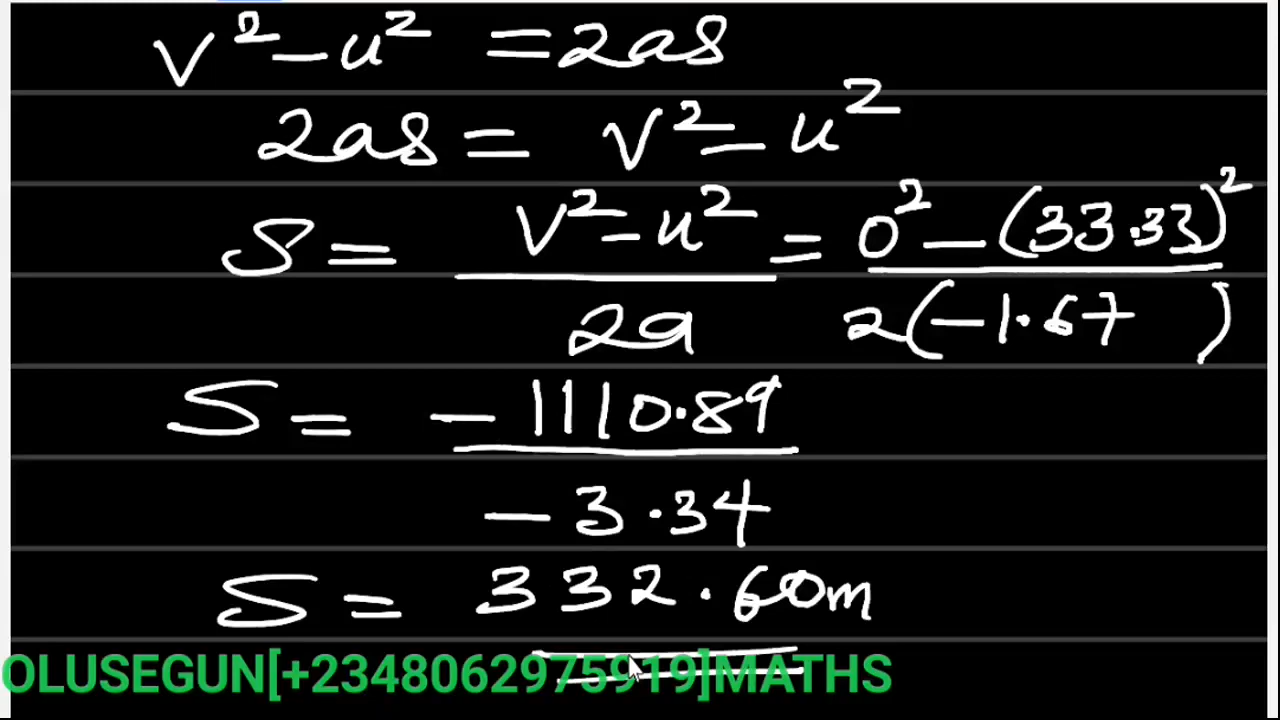 v² - u² = 2as
2as = v² - u²
S = v² - u² / 2a = 0² - (33.33)² / 2(-1.67 )
S = -1110.89 / -3.34
S = 332.60m
OLUSEGUN[+2348062975919]MATHS